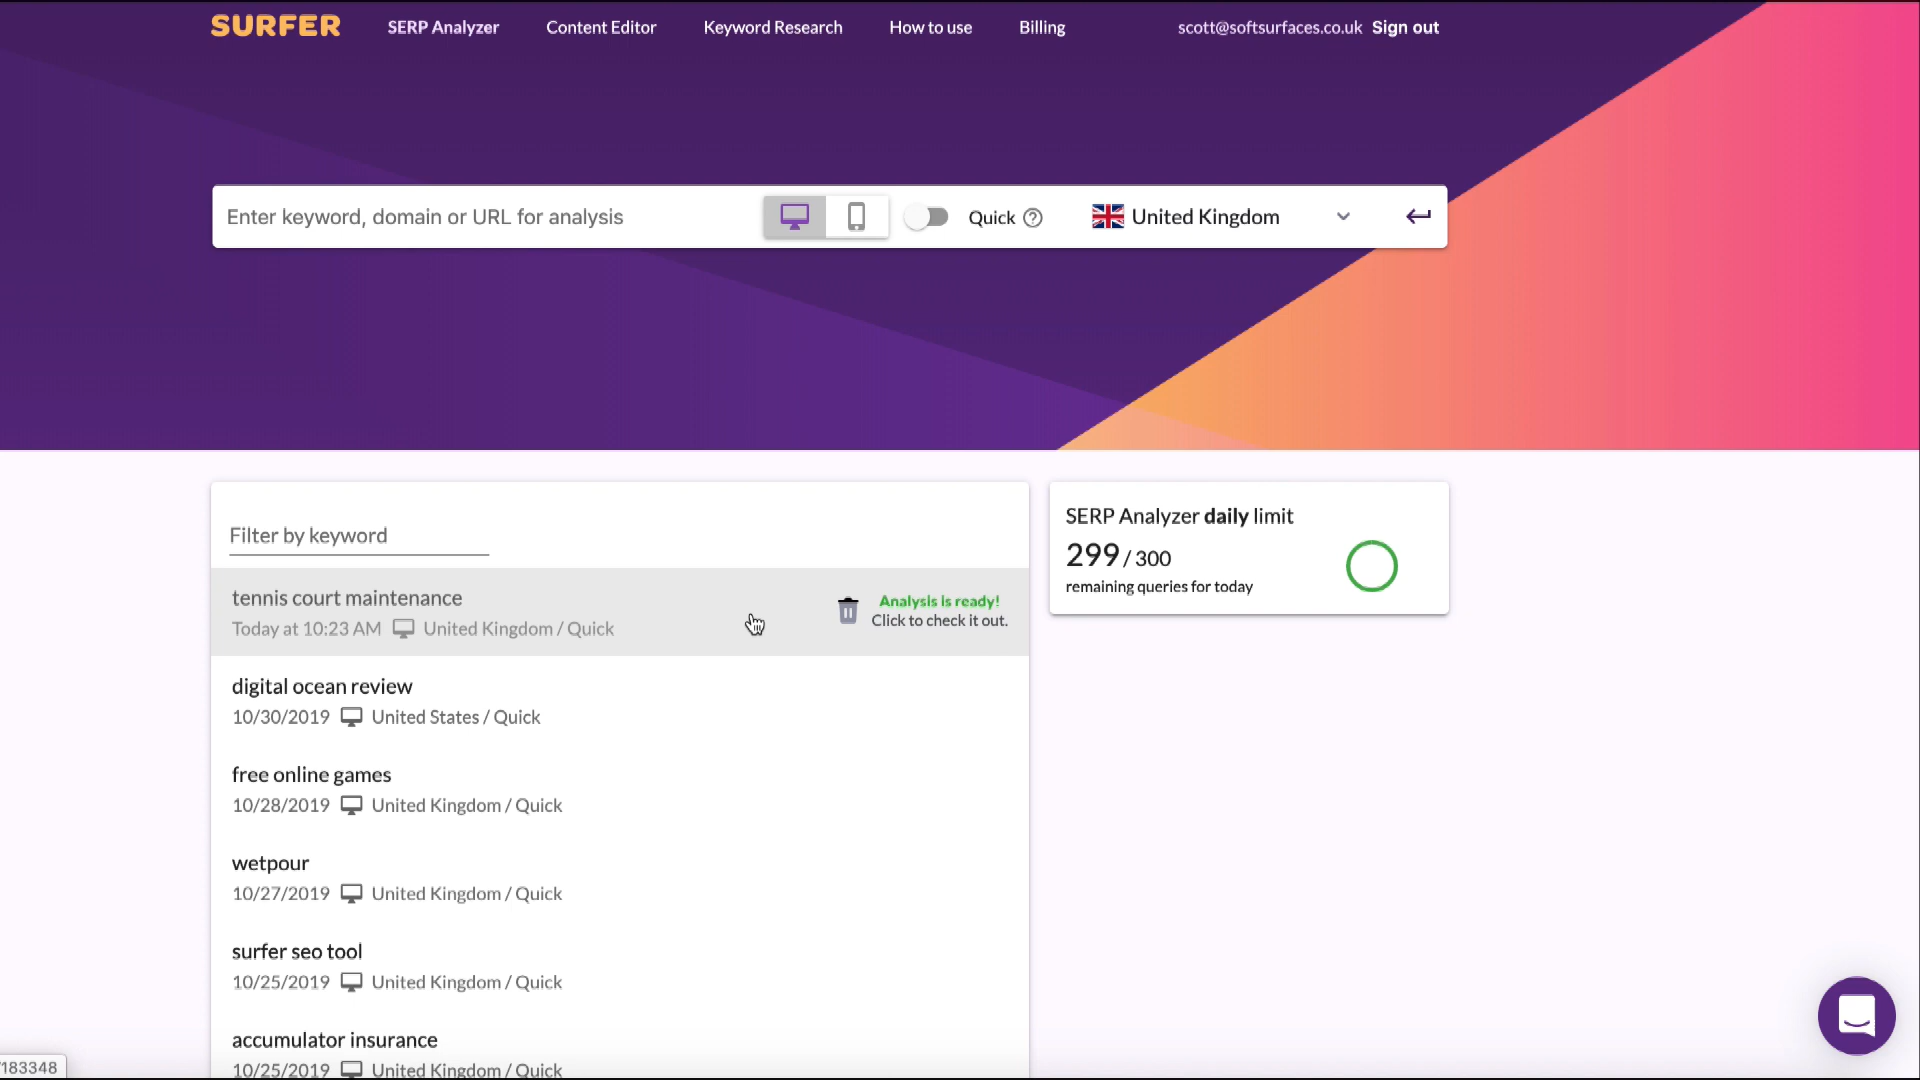 SURFER SERP Analyzer Content Editor Keyword Research How to use Billing scott@softsurfaces.co.uk Sign out
Enter keyword, domain or URL for analysis Quick ? United Kingdom
Filter by keyword
tennis court maintenance
Today at 10:23 AM United Kingdom / Quick
Analysis is ready!
Click to check it out.
digital ocean review
10/30/2019 United States / Quick
free online games
10/28/2019 United Kingdom / Quick
wetpour
10/27/2019 United Kingdom / Quick
surfer seo tool
10/25/2019 United Kingdom / Quick
accumulator insurance
10/25/2019 United Kingdom / Quick
SERP Analyzer daily limit
299 / 300
remaining queries for today
/183348